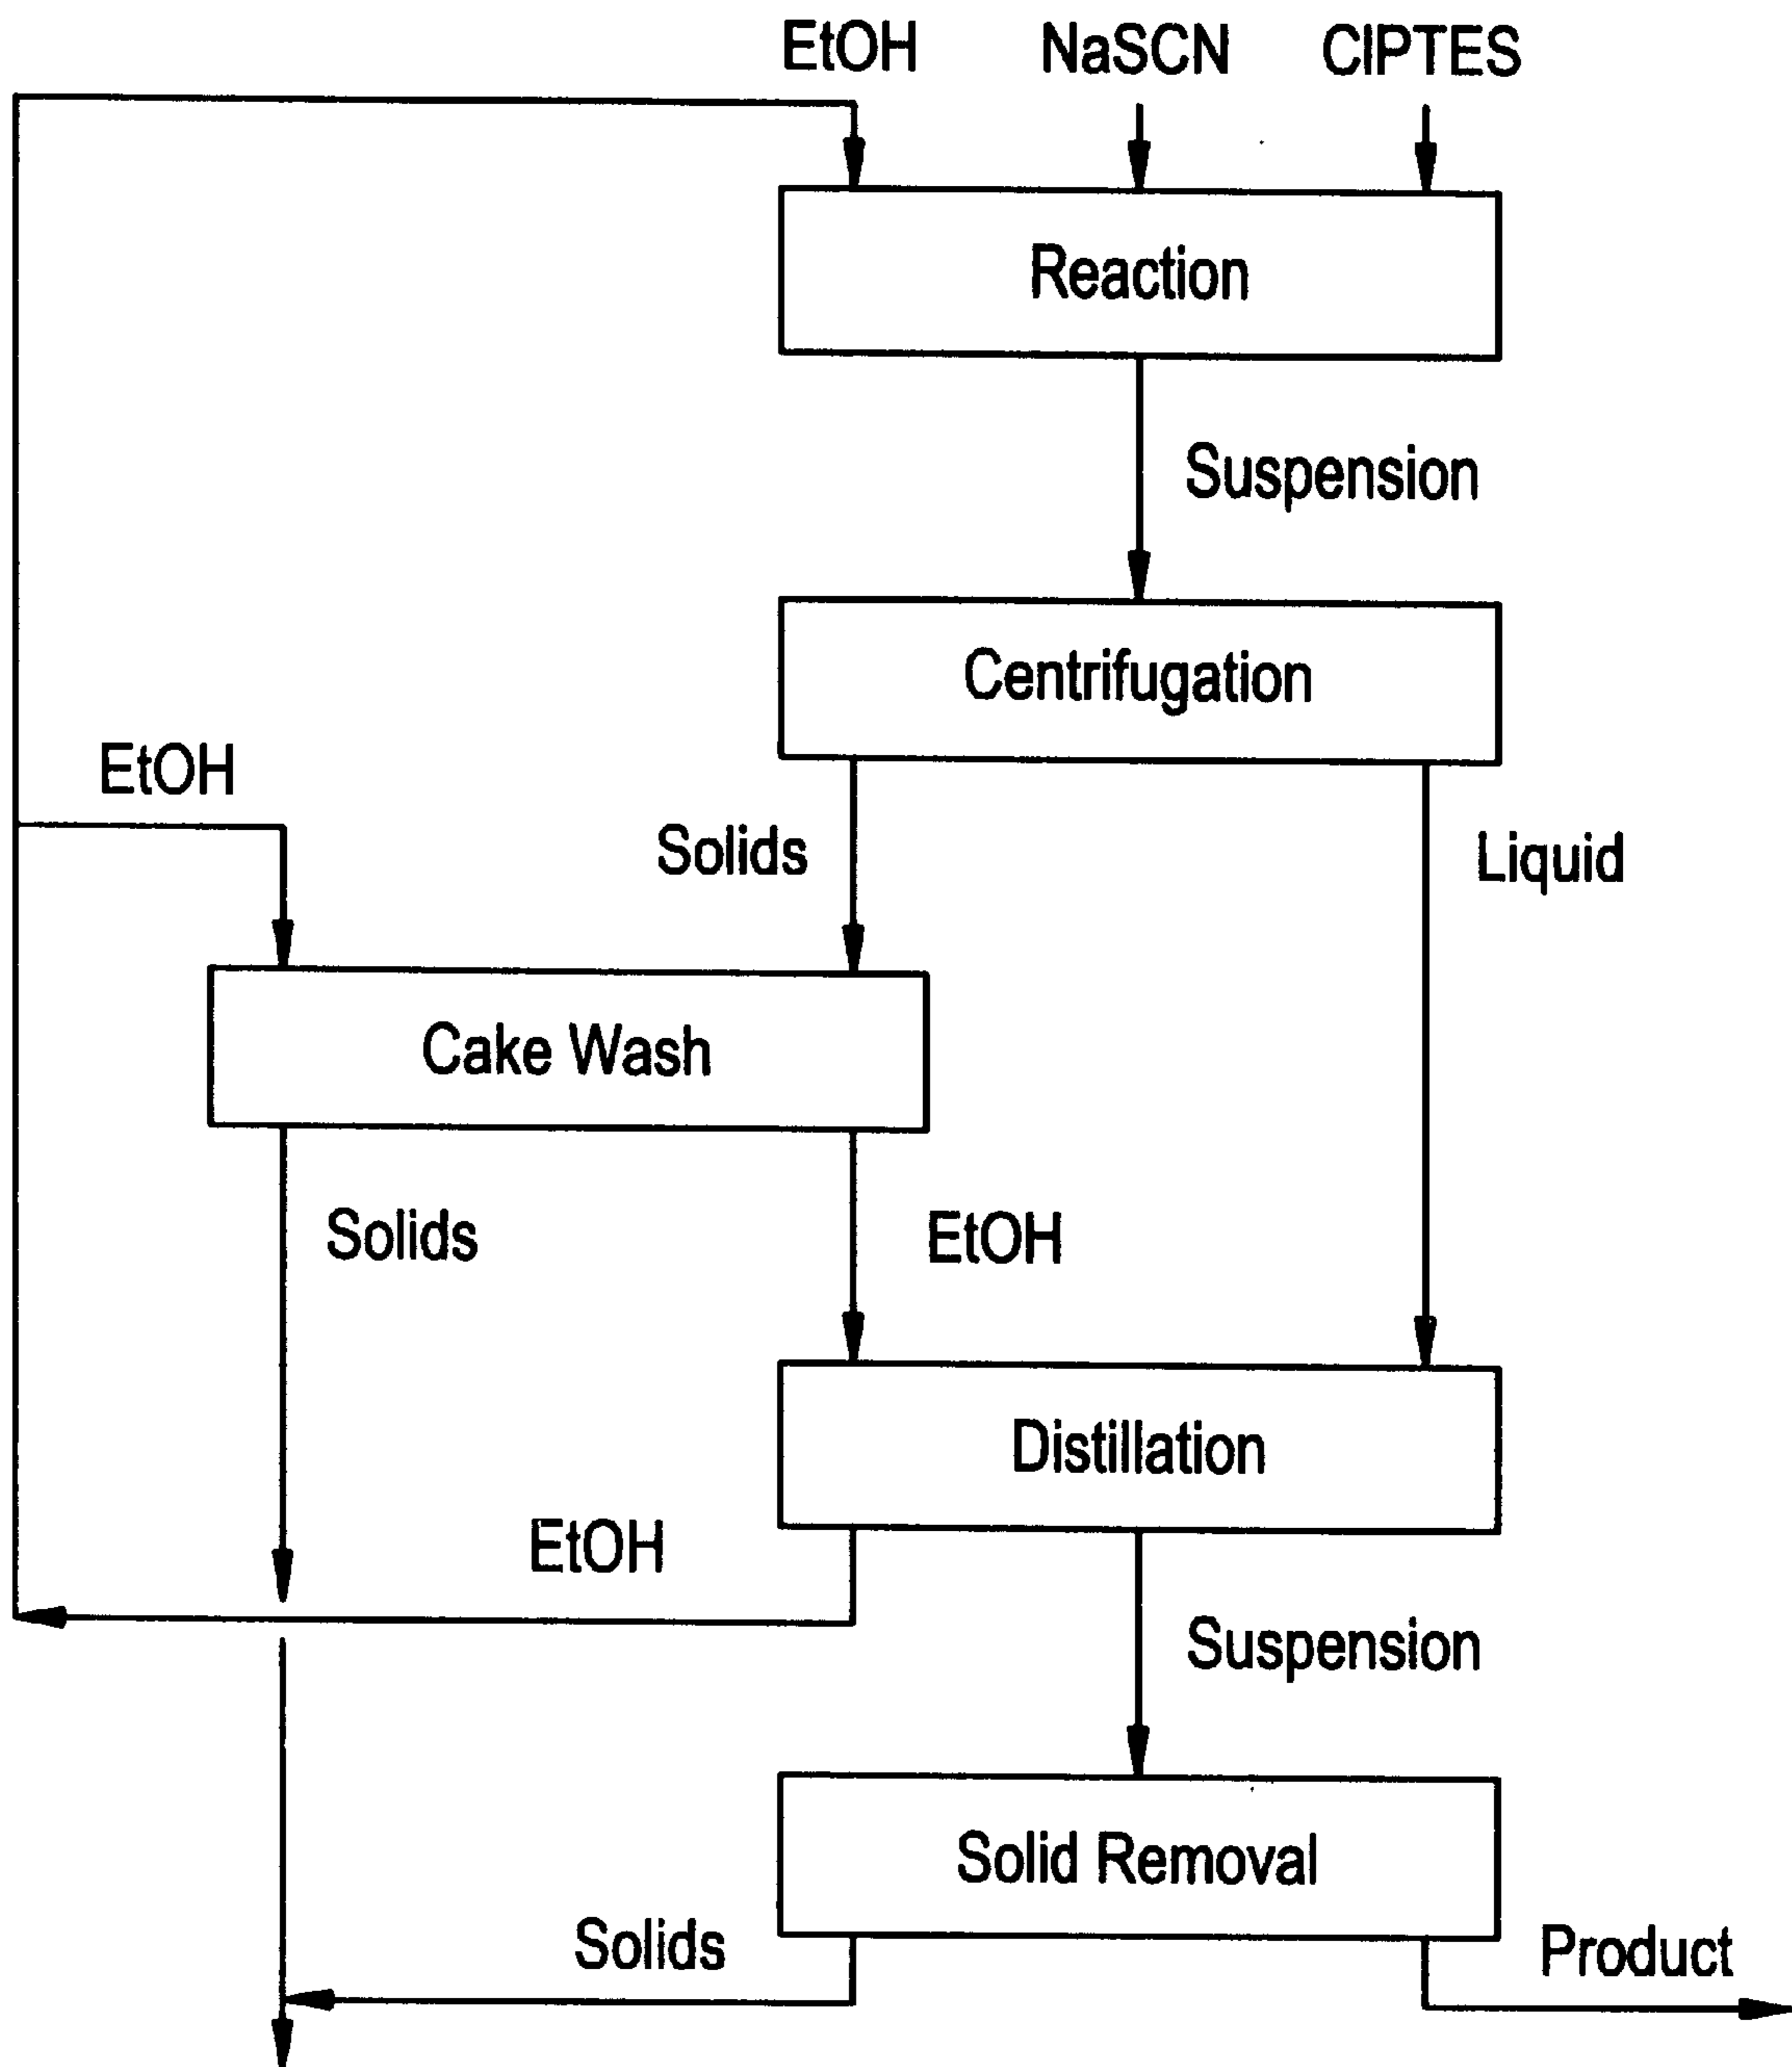 EtOH NaSCN CIPTES
Reaction
Suspension
Centrifugation
EtOH
Solids
Liquid
Cake Wash
Solids
EtOH
Distillation
EtOH
Suspension
Solid Removal
Solids
Product